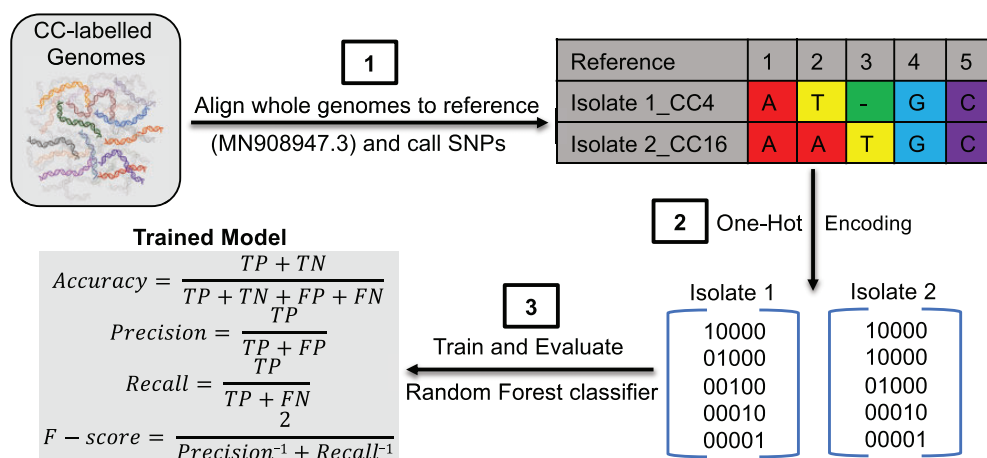 CC-labelled
Genomes
1
Align whole genomes to reference
(MN908947.3) and call SNPs
Reference 1 2 3 4 5
Isolate 1_CC4 A T - G C
Isolate 2_CC16 A A T G C
2 One-Hot Encoding
Isolate 1
10000
01000
00100
00010
00001
Isolate 2
10000
10000
01000
00010
00001
3
Train and Evaluate
Random Forest classifier
Trained Model
Accuracy = TP + TN / TP + TN + FP + FN
Precision = TP / TP + FP
Recall = TP / TP + FN
F − score = 2 / Precision⁻¹ + Recall⁻¹